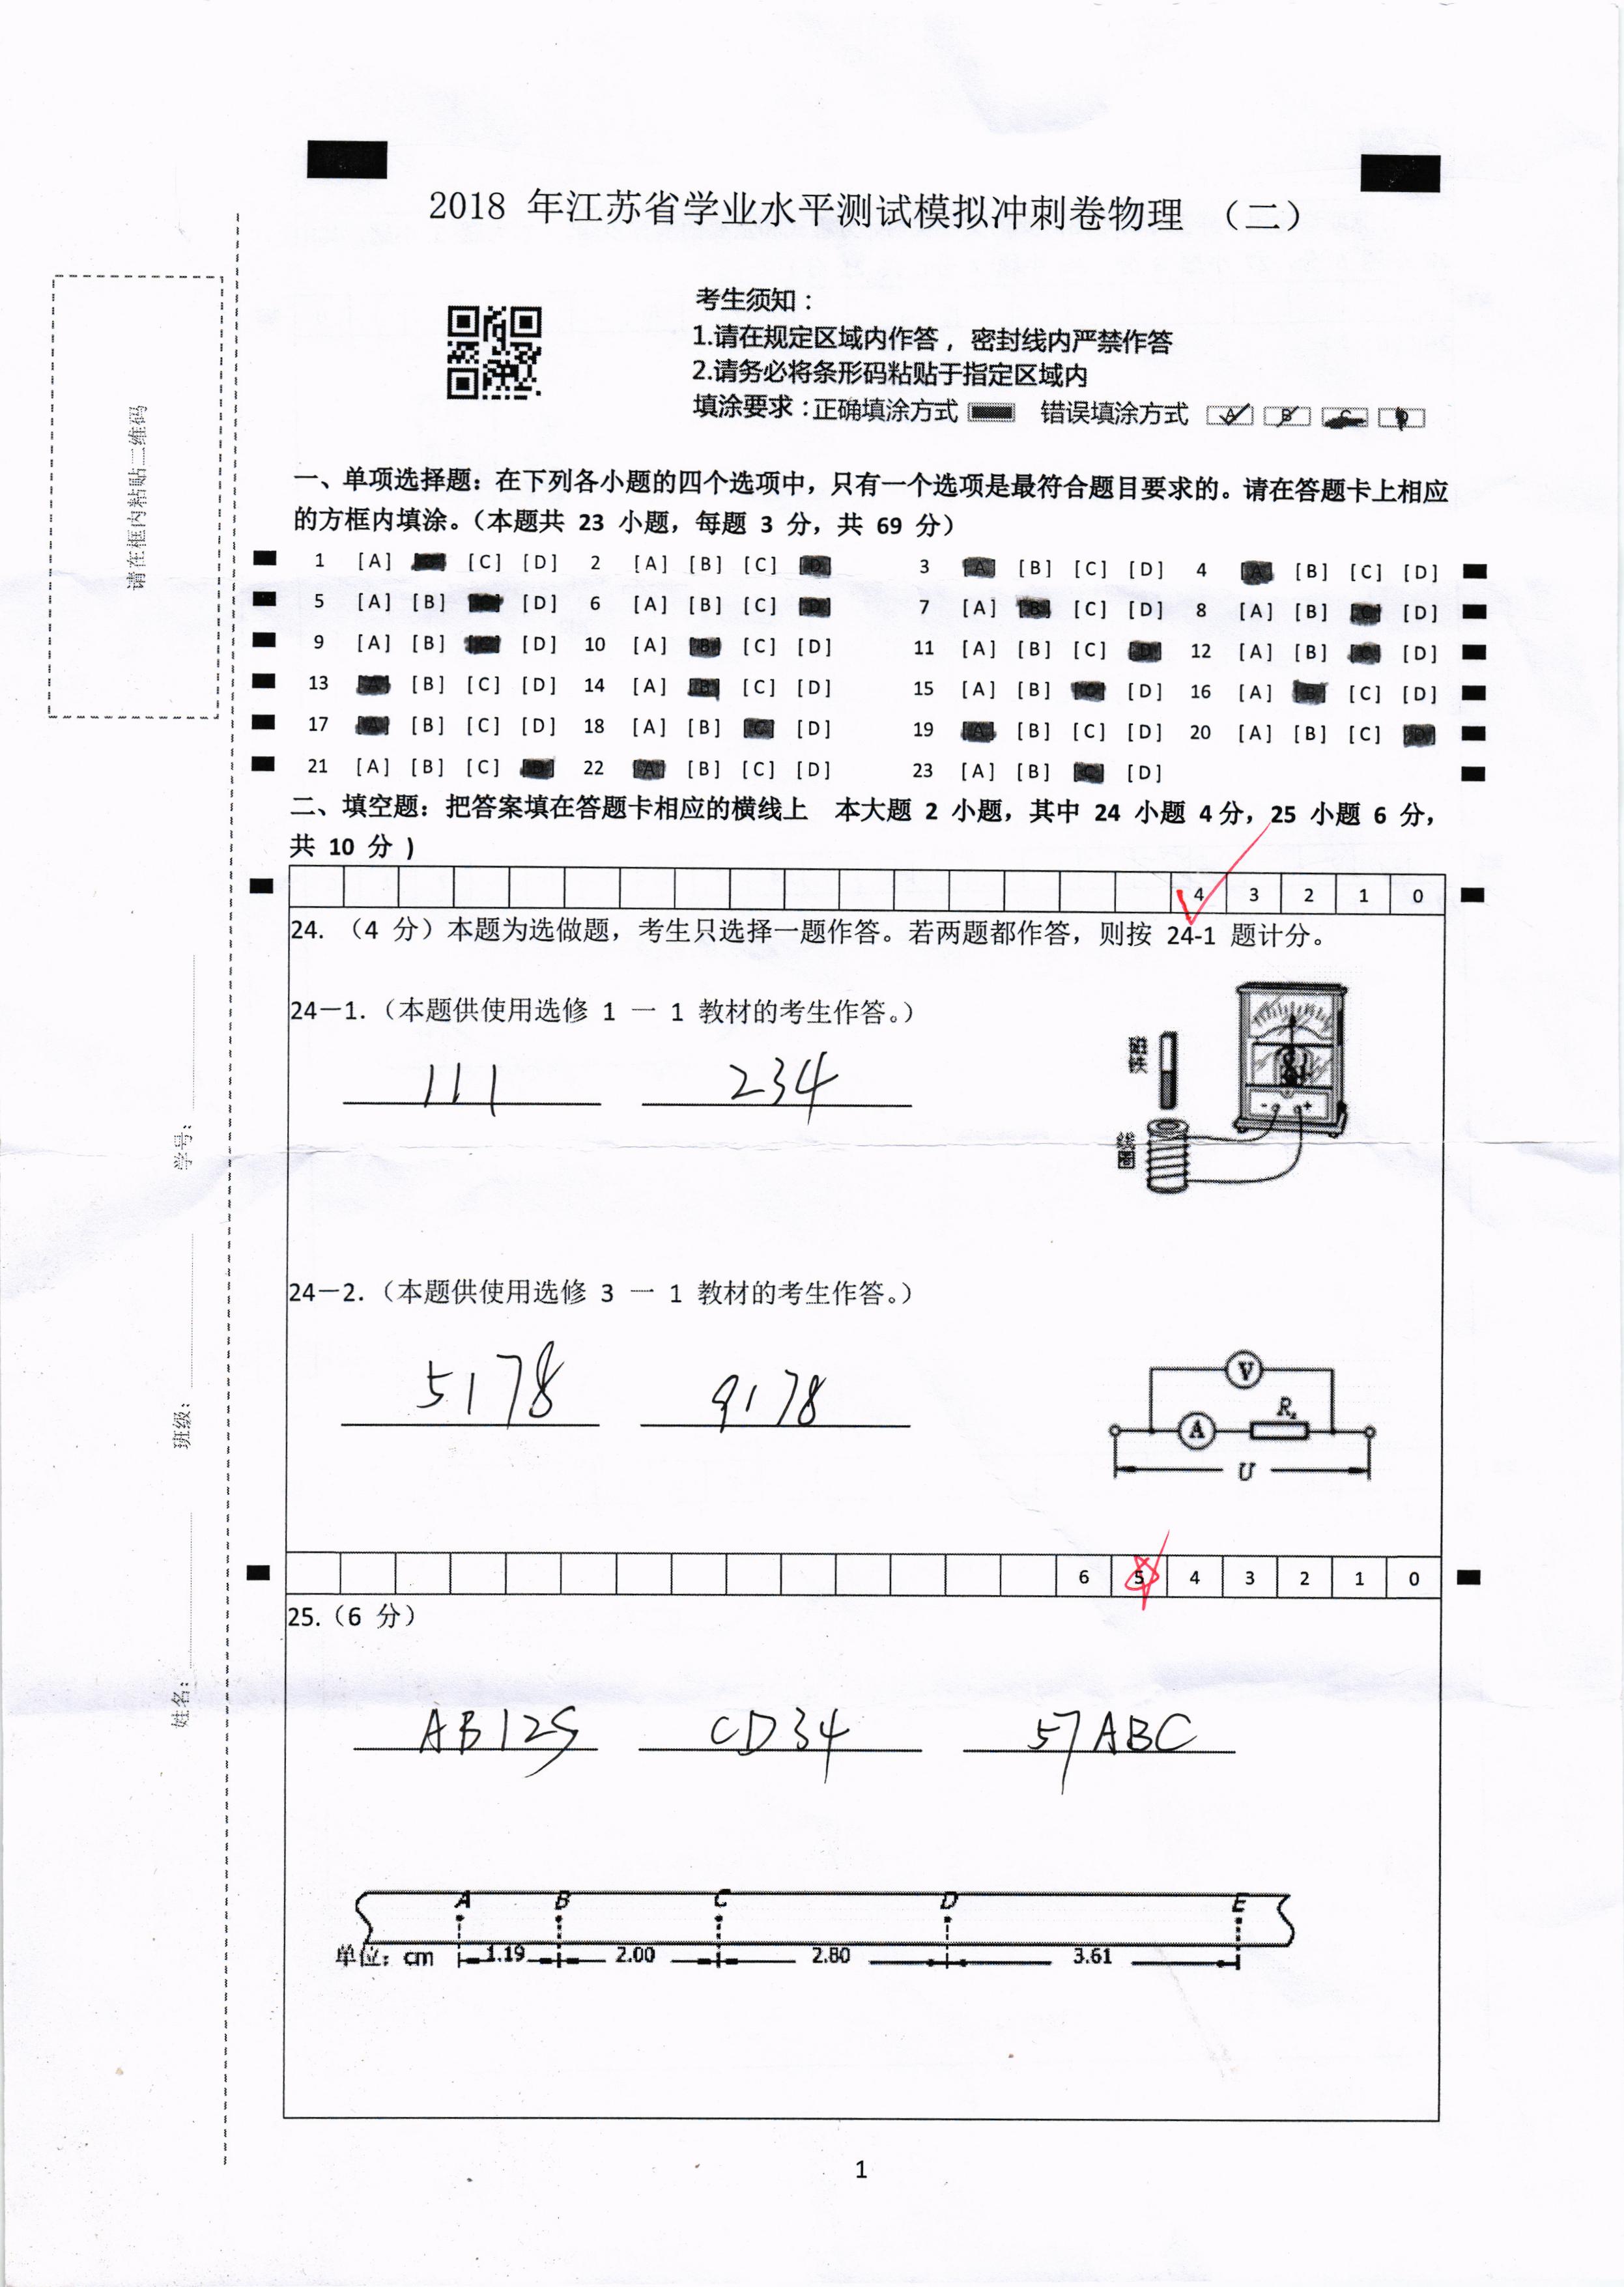 2018 年江苏省学业水平测试模拟冲刺卷物理 （二）
考生须知：
1.请在规定区域内作答，密封线内严禁作答
2.请务必将条形码粘贴于指定区域内
填涂要求：正确填涂方式 错误填涂方式 A B C D
请在框内粘贴二维码
一、单项选择题：在下列各小题的四个选项中，只有一个选项是最符合题目要求的。请在答题卡上相应
的方框内填涂。（本题共 23 小题，每题 3 分，共 69 分）
1 [A] [B] [C] [D] 2 [A] [B] [C] [D] 3 [A] [B] [C] [D] 4 [A] [B] [C] [D]
5 [A] [B] [C] [D] 6 [A] [B] [C] [D] 7 [A] [B] [C] [D] 8 [A] [B] [C] [D]
9 [A] [B] [C] [D] 10 [A] [B] [C] [D] 11 [A] [B] [C] [D] 12 [A] [B] [C] [D]
13 [A] [B] [C] [D] 14 [A] [B] [C] [D] 15 [A] [B] [C] [D] 16 [A] [B] [C] [D]
17 [A] [B] [C] [D] 18 [A] [B] [C] [D] 19 [A] [B] [C] [D] 20 [A] [B] [C] [D]
21 [A] [B] [C] [D] 22 [A] [B] [C] [D] 23 [A] [B] [C] [D]
二、填空题：把答案填在答题卡相应的横线上 本大题 2 小题，其中 24 小题 4分，25 小题 6 分，
共 10 分 )
4 3 2 1 0
24. （4 分）本题为选做题，考生只选择一题作答。若两题都作答，则按 24-1 题计分。
24－1.（本题供使用选修 1 一 1 教材的考生作答。）
111 234
磁铁
线圈
- +
24－2.（本题供使用选修 3 一 1 教材的考生作答。）
5178 9178
V
A Rx
U
6 5 4 3 2 1 0
25.（6 分）
AB125 CD34 57ABC
A B C D E
单位：cm 1.19 2.00 2.80 3.61
学号：
班级：
姓名：
1